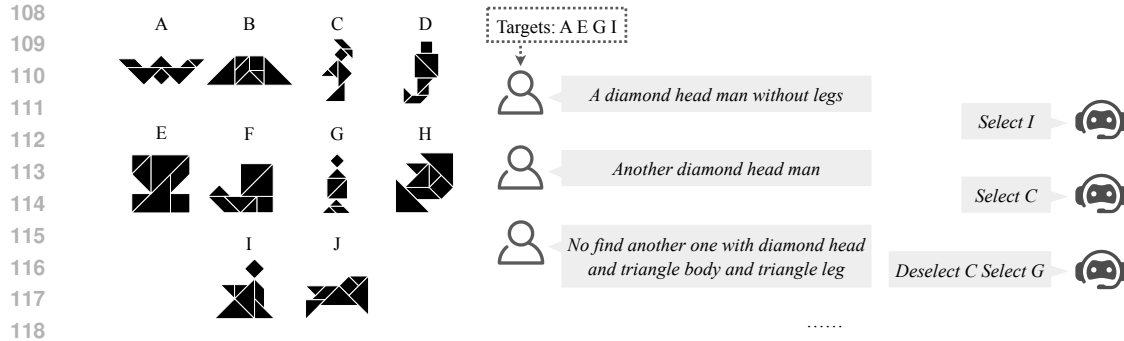 108
109
110
111
112
113
114
115
116
117
118
A B C D
E F G H
I J
Targets: A E G I
A diamond head man without legs
Select I
Another diamond head man
Select C
No find another one with diamond head
and triangle body and triangle leg
Deselect C Select G
......